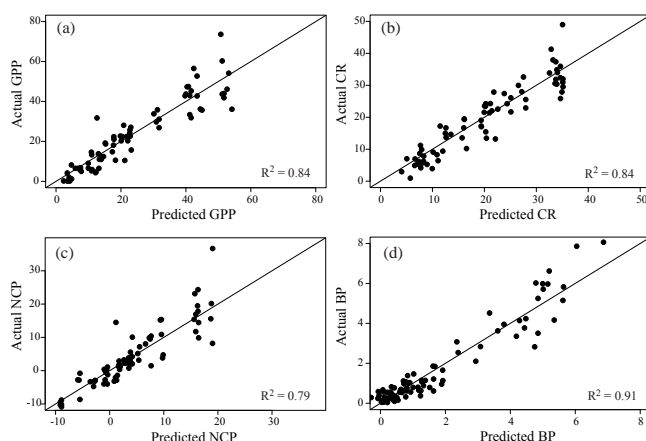 (a)
80
60
40
20
0
Actual GPP
0 20 40 60 80
Predicted GPP
R² = 0.84
(b)
50
40
30
20
10
0
Actual CR
0 10 20 30 40 50
Predicted CR
R² = 0.84
(c)
30
20
10
0
-10
Actual NCP
-10 0 10 20 30
Predicted NCP
R² = 0.79
(d)
8
6
4
2
0
Actual BP
0 2 4 6 8
Predicted BP
R² = 0.91